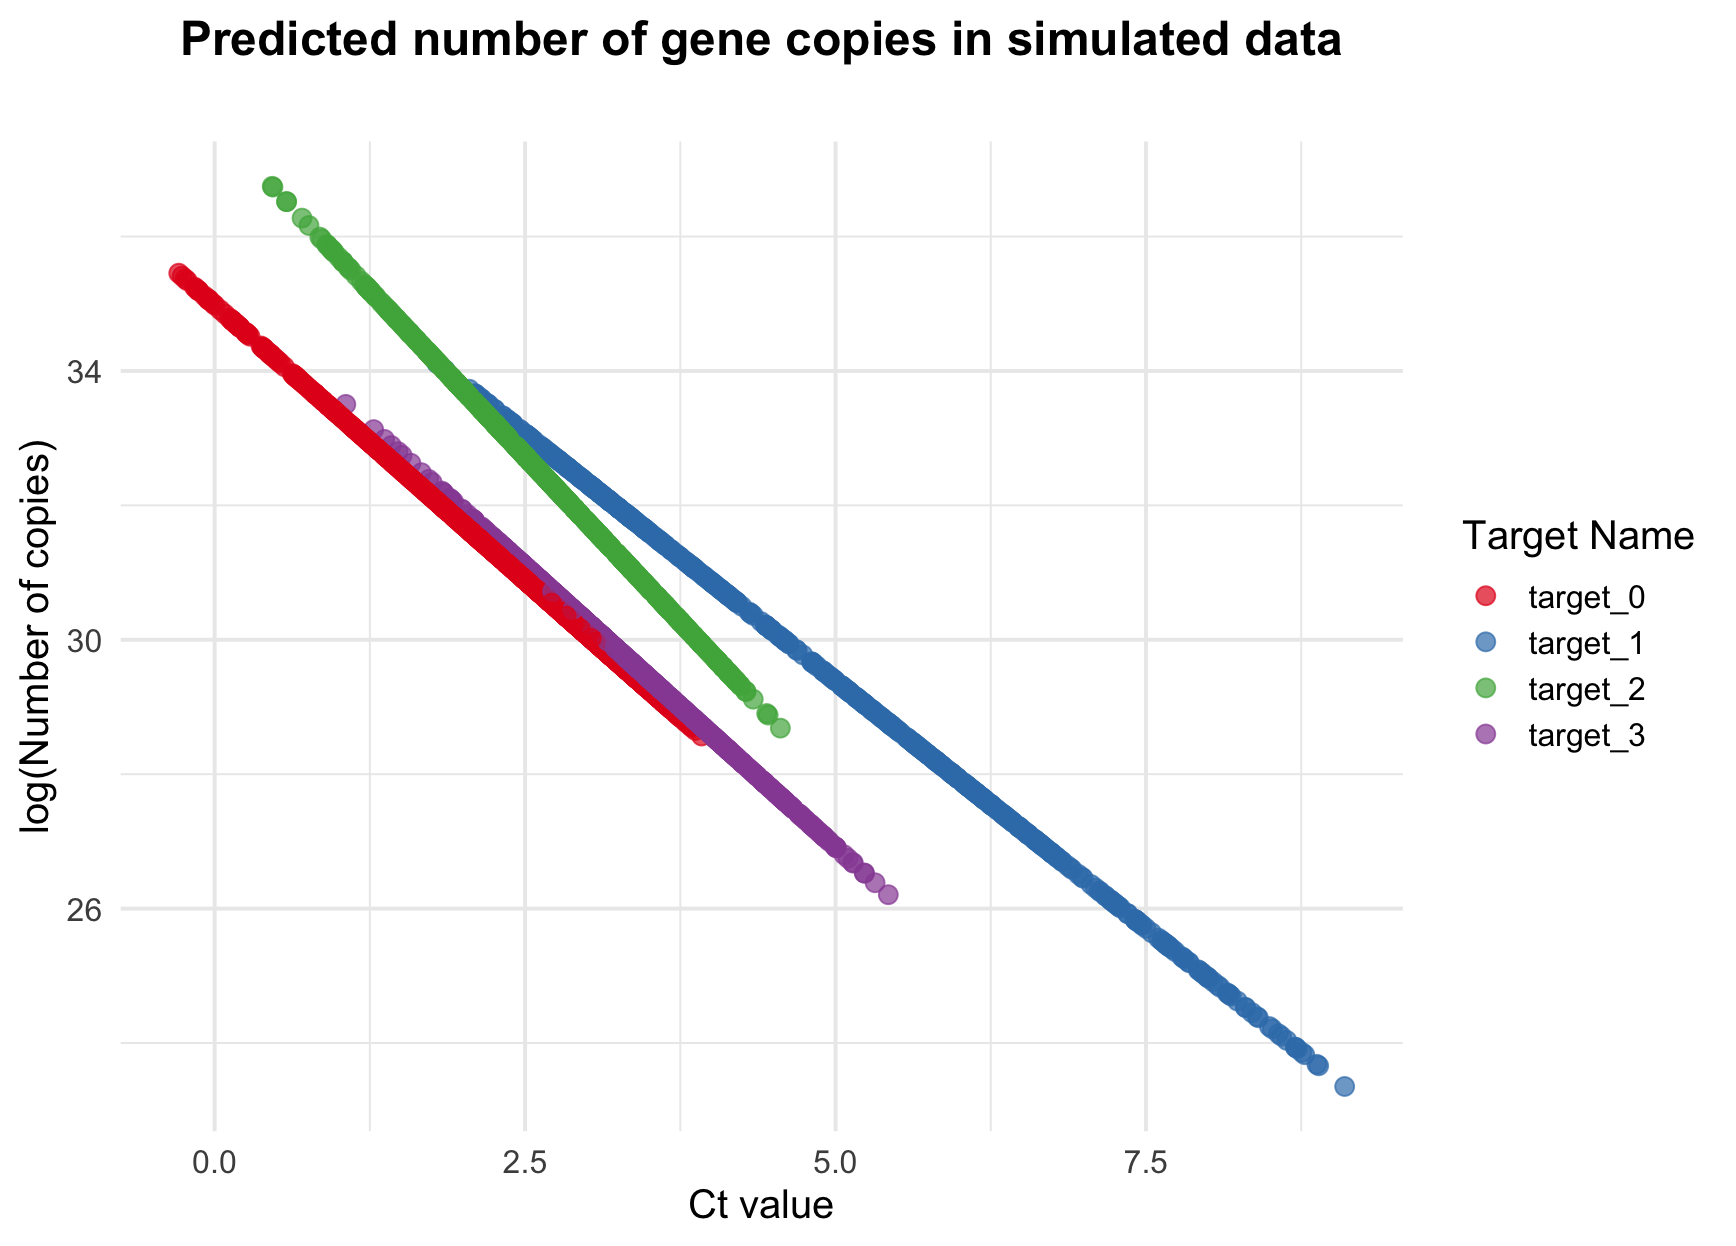 Predicted number of gene copies in simulated data
log(Number of copies)
34
30
26
0.0
2.5
5.0
7.5
Ct value
Target Name
target_0
target_1
target_2
target_3